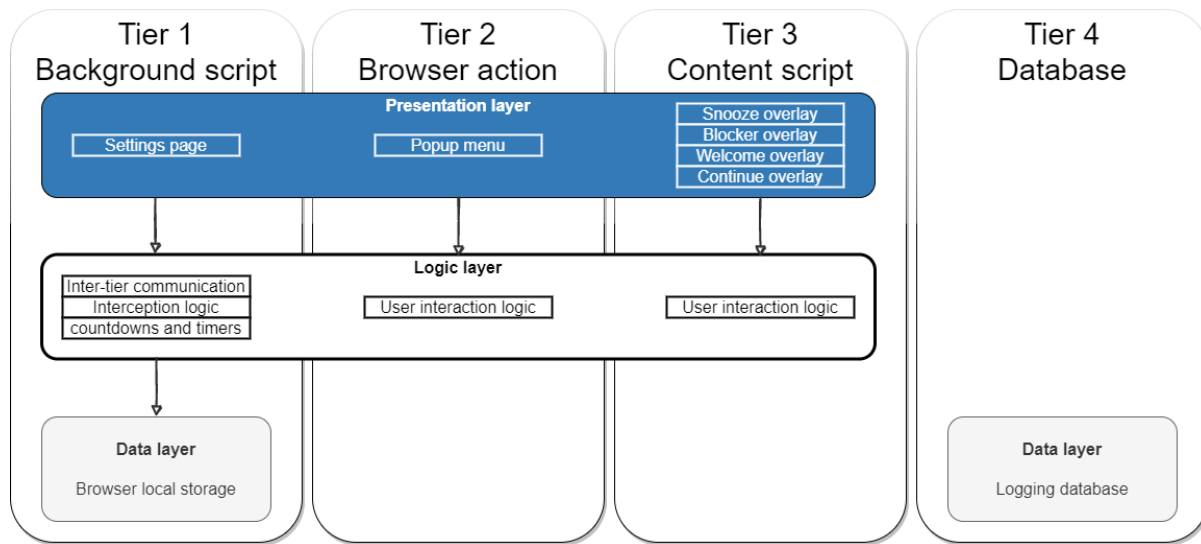 Tier 1
Background script
Tier 2
Browser action
Tier 3
Content script
Tier 4
Database
Presentation layer
Settings page
Popup menu
Snooze overlay
Blocker overlay
Welcome overlay
Continue overlay
Logic layer
Inter-tier communication
Interception logic
countdowns and timers
User interaction logic
User interaction logic
Data layer
Browser local storage
Data layer
Logging database